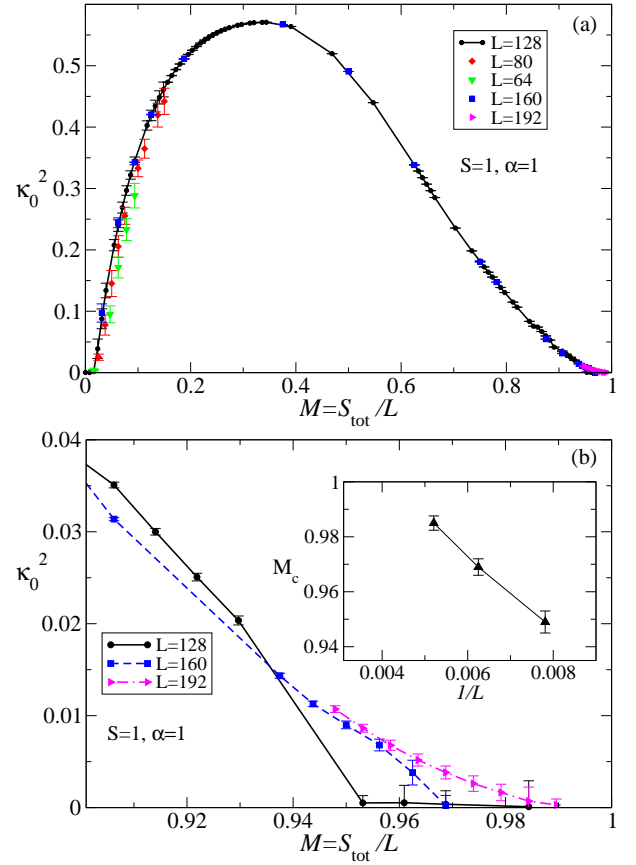 (a)
0.5
0.4
0.3
0.2
0.1
0
κ₀²
L=128
L=80
L=64
L=160
L=192
S=1, α=1
0 0.2 0.4 0.6 0.8 1
M=S_tot/L
(b)
0.04
0.03
0.02
0.01
0
κ₀²
1
0.98
0.96
0.94
M_c
0.004 0.006 0.008
1/L
L=128
L=160
L=192
S=1, α=1
0.92 0.94 0.96 0.98 1
M=S_tot/L